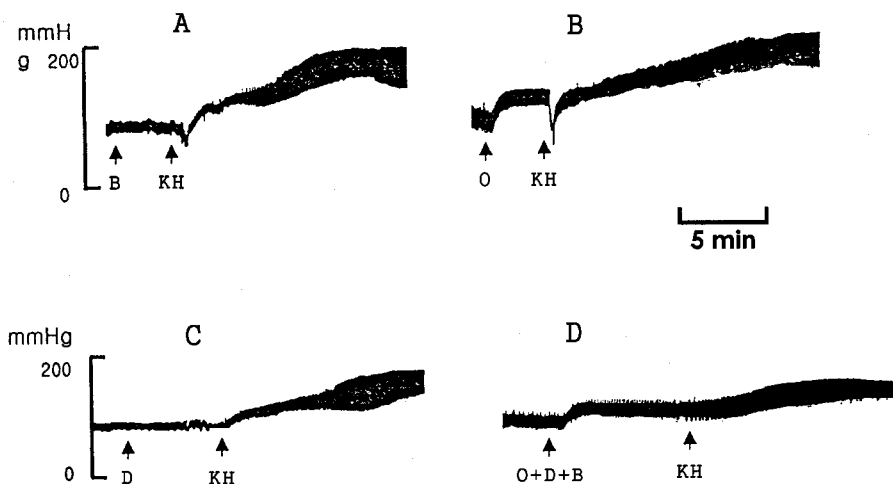 A
B
mmH
g 200
0
B KH
O KH
5 min
C
D
mmHg
200
0
D KH
O+D+B KH